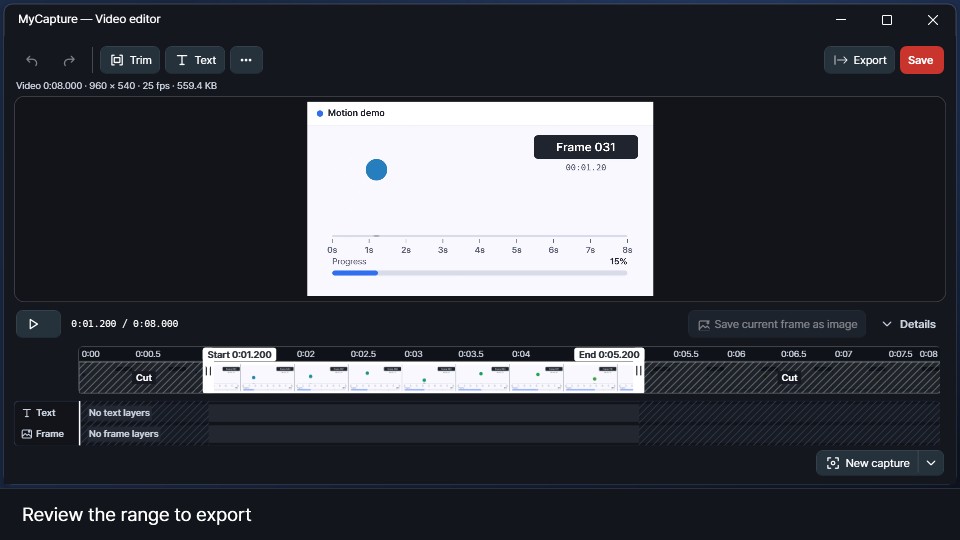 MyCapture — Video editor
Trim
Text
Export
Save
Video 0:08.000 · 960 × 540 · 25 fps · 559.4 KB
Motion demo
Frame 031
00:01.20
0s 1s 2s 3s 4s 5s 6s 7s 8s
Progress 15%
0:01.200 / 0:08.000
Save current frame as image
Details
0:00 0:00.5 Start 0:01.200 0:02 0:02.5 0:03 0:03.5 0:04 End 0:05.200 0:05.5 0:06 0:06.5 0:07 0:07.5 0:08
Cut Cut
Text No text layers
Frame No frame layers
New capture
Review the range to export